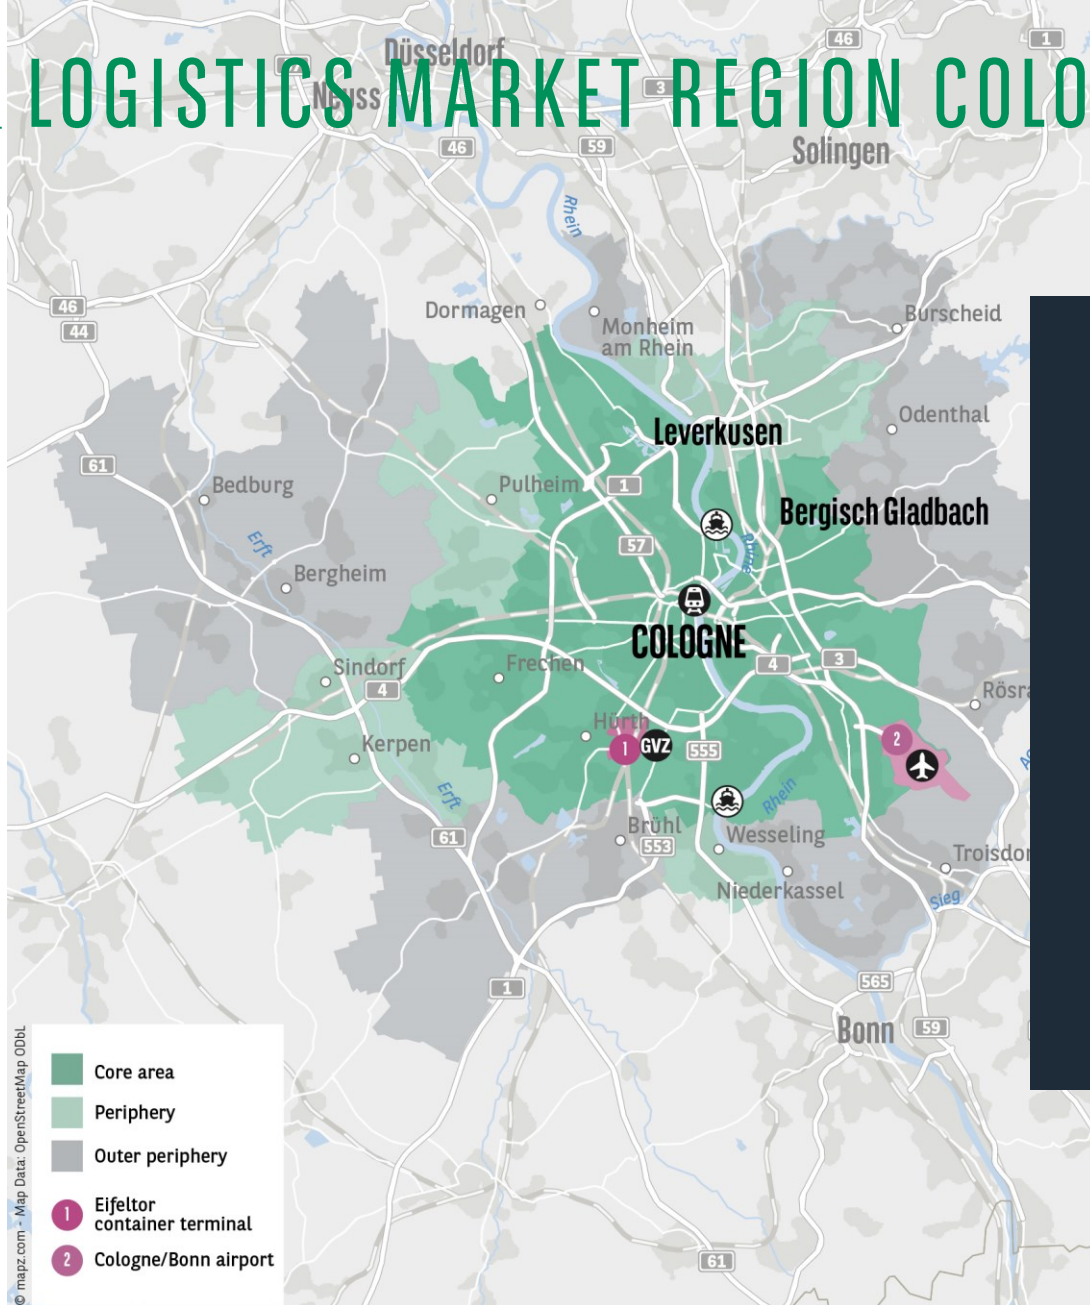 LOGISTICS MARKET REGION COLO
Düsseldorf
Neuss
46
1
3
46
59
Solingen
Rhein
46
44
Dormagen
Monheim
am Rhein
Burscheid
Leverkusen
Odenthal
61
Bedburg
Pulheim
1
Bergisch Gladbach
Erft
57
Bergheim
COLOGNE
Sindorf
4
Frechen
4
3
Rösra
Hürth
1
GVZ
555
2
Kerpen
Erft
Rhein
61
Brühl
553
Wesseling
Troisdor
Niederkassel
Sieg
1
565
Bonn
59
61
Core area
Periphery
Outer periphery
1
Eifeltor
container terminal
2
Cologne/Bonn airport
© mapz.com - Map Data: OpenStreetMap ODbL